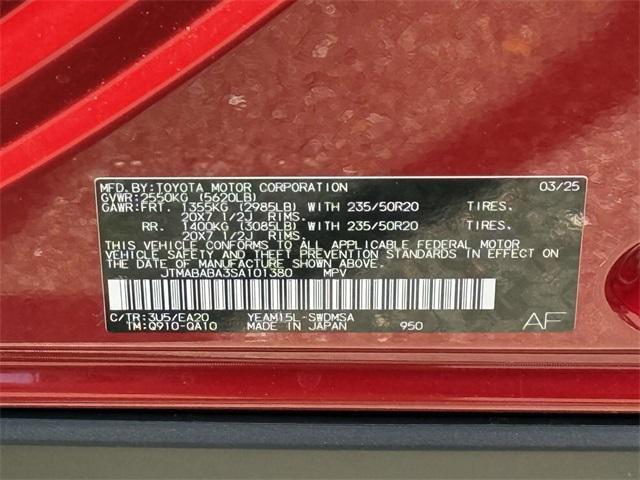 MFD. BY: TOYOTA MOTOR CORPORATION 03/25
GVWR: 2550KG (5620LB)
GAWR: FRT. 1355KG (2985LB) WITH 235/50R20 TIRES.
20X7 1/2J RIMS.
RR. 1400KG (3085LB) WITH 235/50R20 TIRES.
20X7 1/2J RIMS.
THIS VEHICLE CONFORMS TO ALL APPLICABLE FEDERAL MOTOR
VEHICLE SAFETY AND THEFT PREVENTION STANDARDS IN EFFECT ON
THE DATE OF MANUFACTURE SHOWN ABOVE.
JTMABABA3SA101380 MPV
C/TR: 3U5/EA20 YEAM15L-SWDMSA
TM: Q910-QA10 MADE IN JAPAN 950 AF